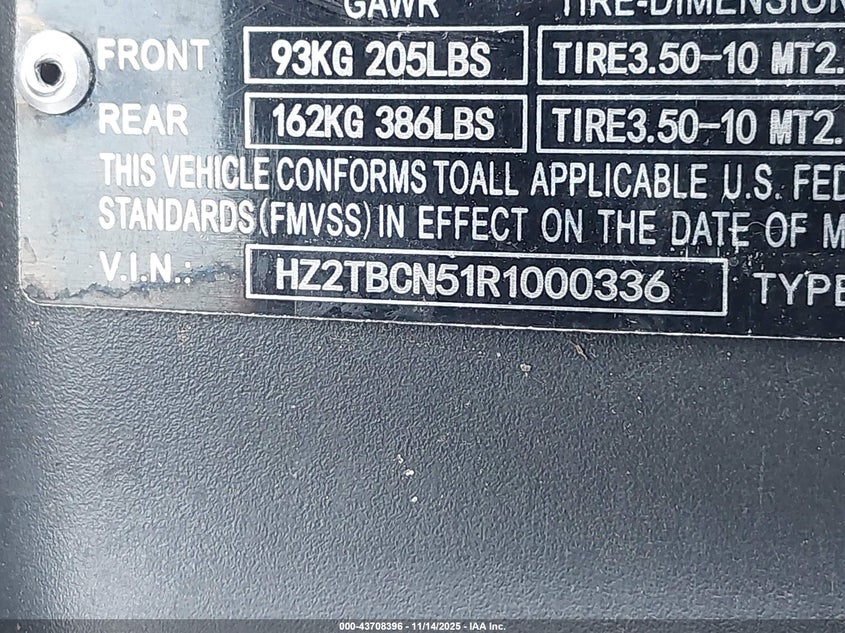 GAWR TIRE-DIMENSION
FRONT 93KG 205LBS TIRE3.50-10 MT2.
REAR 162KG 386LBS TIRE3.50-10 MT2.
THIS VEHICLE CONFORMS TOALL APPLICABLE U.S. FED
STANDARDS(FMVSS) IN EFFECT ON THE DATE OF M
V.I.N.: HZ2TBCN51R1000336 TYPE
000-43708396 - 11/14/2025 - IAA Inc.